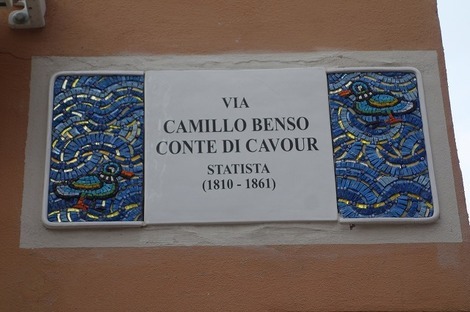 VIA
CAMILLO BENSO
CONTE DI CAVOUR
STATISTA
(1810 - 1861)